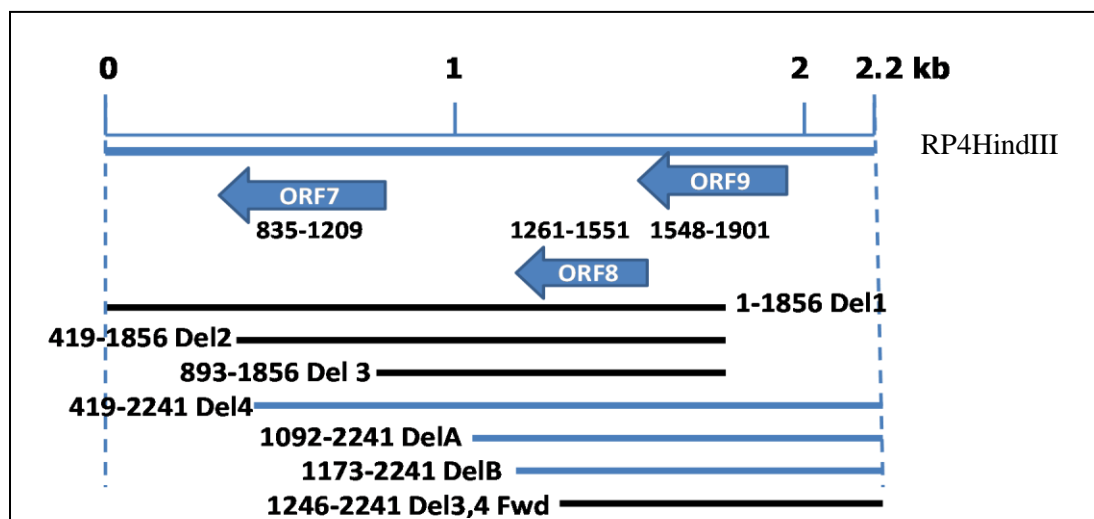 0 1 2 2.2 kb
RP4HindIII
ORF7 ORF9
835-1209 1261-1551 1548-1901
ORF8
1-1856 Del1
419-1856 Del2
893-1856 Del 3
419-2241 Del4
1092-2241 DelA
1173-2241 DelB
1246-2241 Del3,4 Fwd